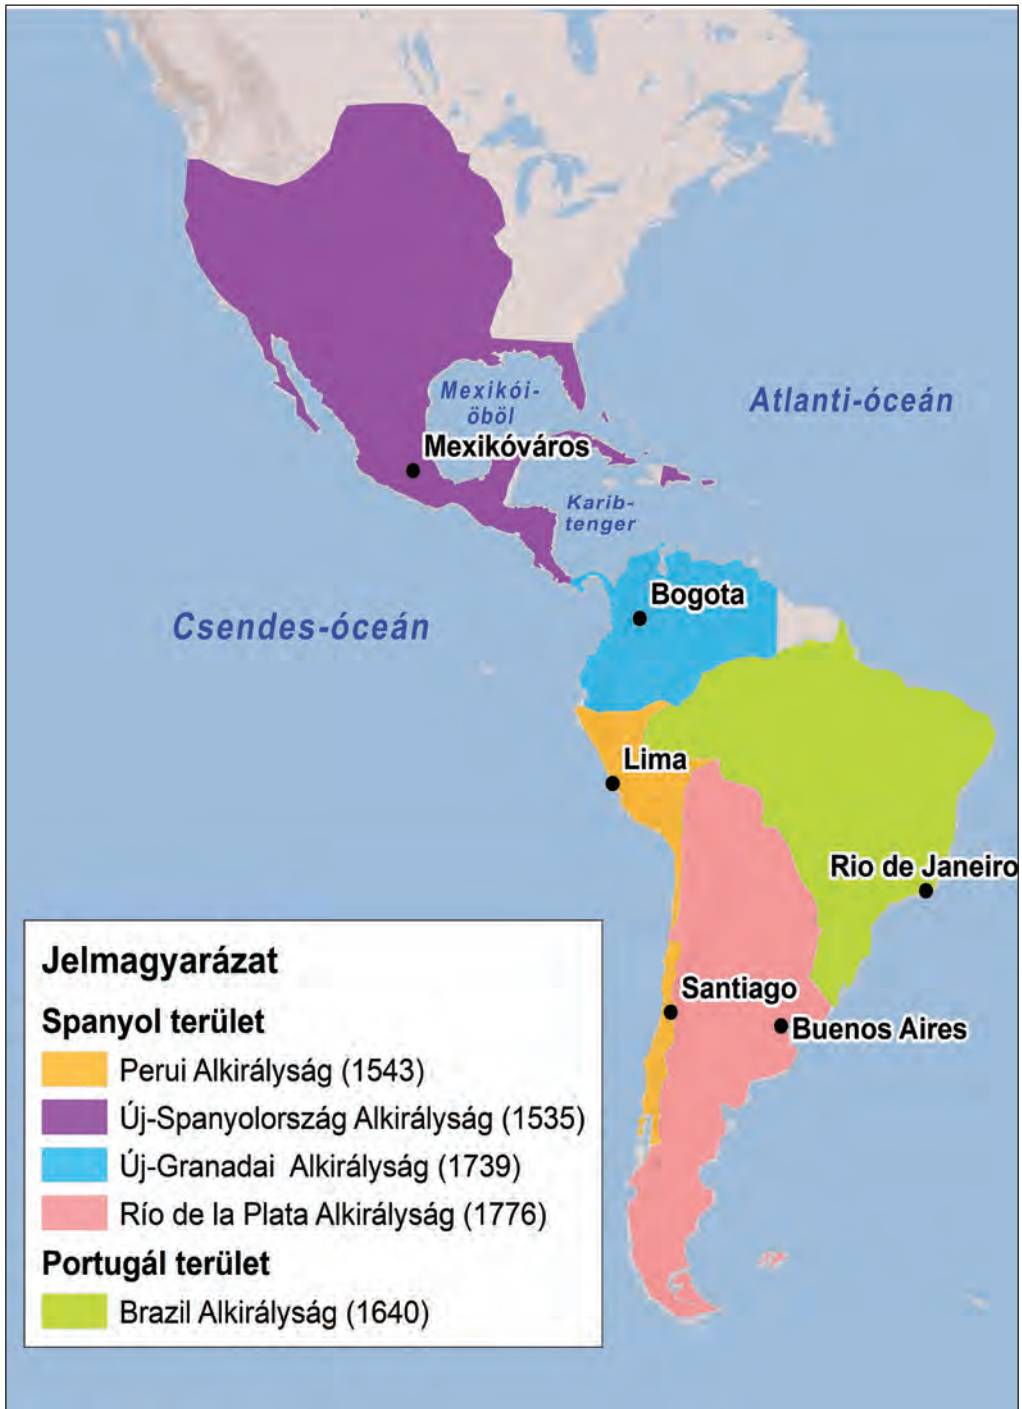 Mexikói-
öböl
Atlanti-óceán
Mexikóváros
Karib-
tenger
Bogota
Csendes-óceán
Lima
Rio de Janeiro
Santiago
Buenos Aires
Jelmagyarázat
Spanyol terület
Perui Alkirályság (1543)
Új-Spanyolország Alkirályság (1535)
Új-Granadai Alkirályság (1739)
Río de la Plata Alkirályság (1776)
Portugál terület
Brazil Alkirályság (1640)